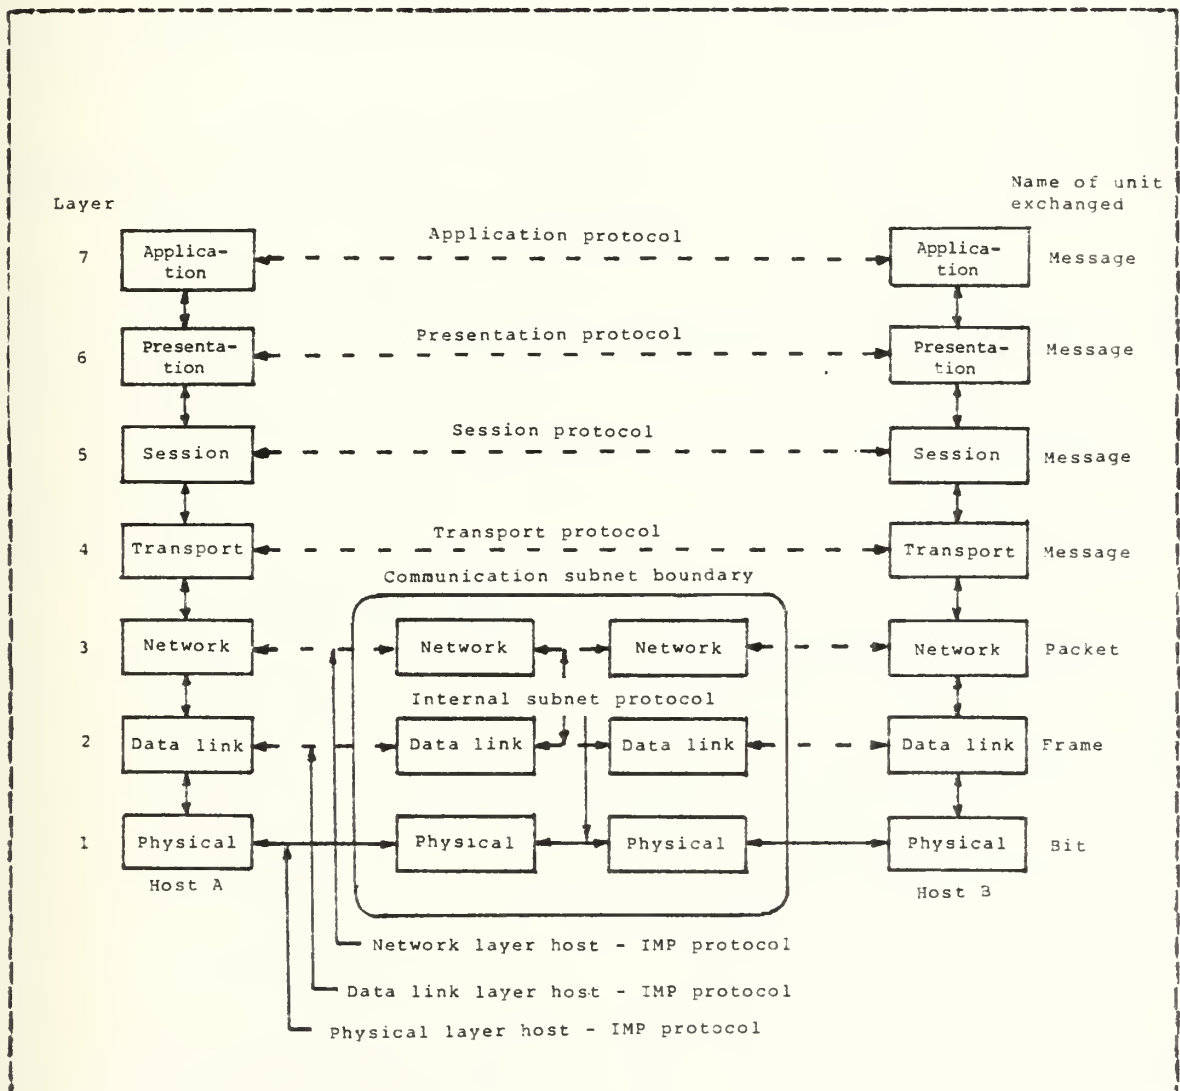 Name of unit
exchanged
Layer
7 Applica- Application protocol Applica- Message
tion tion
6 Presenta- Presentation protocol Presenta- Message
tion tion
5 Session Session protocol Session Message
4 Transport Transport protocol Transport Message
Communication subnet boundary
3 Network Network Network Network Packet
Internal subnet protocol
2 Data link Data link Data link Data link Frame
1 Physical Physical Physical Physical Bit
Host A Host B
Network layer host - IMP protocol
Data link layer host - IMP protocol
Physical layer host - IMP protocol